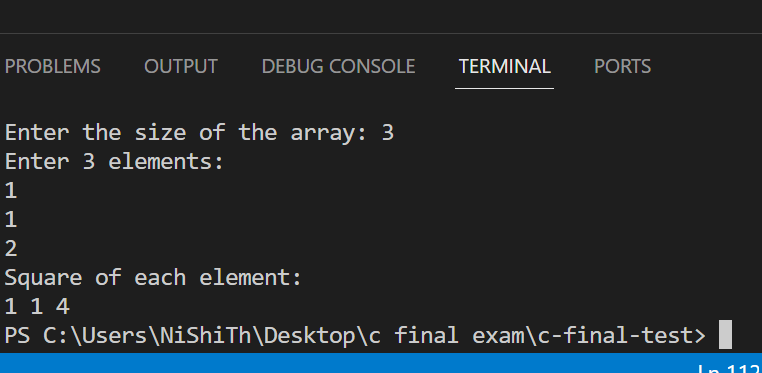 PROBLEMS OUTPUT DEBUG CONSOLE TERMINAL PORTS
Enter the size of the array: 3
Enter 3 elements:
1
1
2
Square of each element:
1 1 4
PS C:\Users\NiShiTh\Desktop\c final exam\c-final-test>
Ln 112